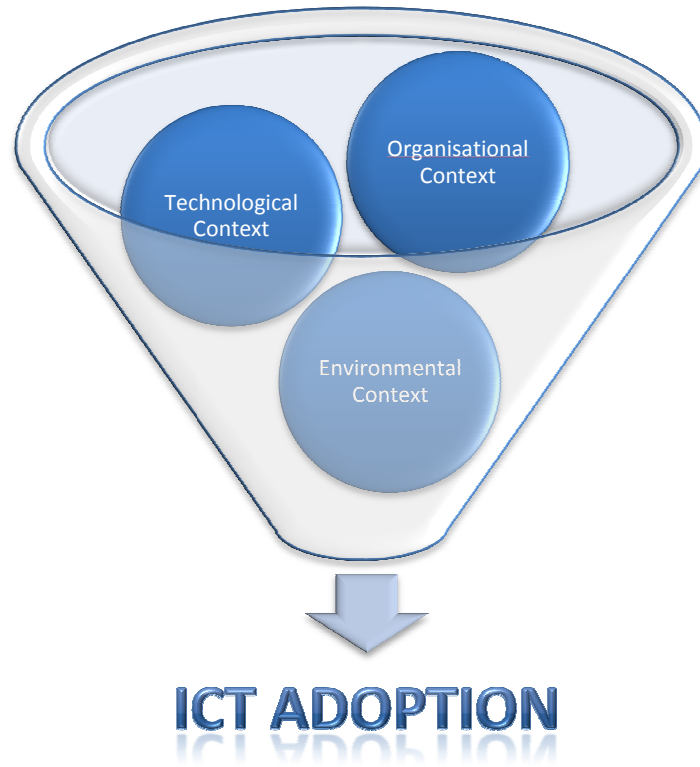 Organisational
Context
Technological
Context
Environmental
Context
ICT ADOPTION